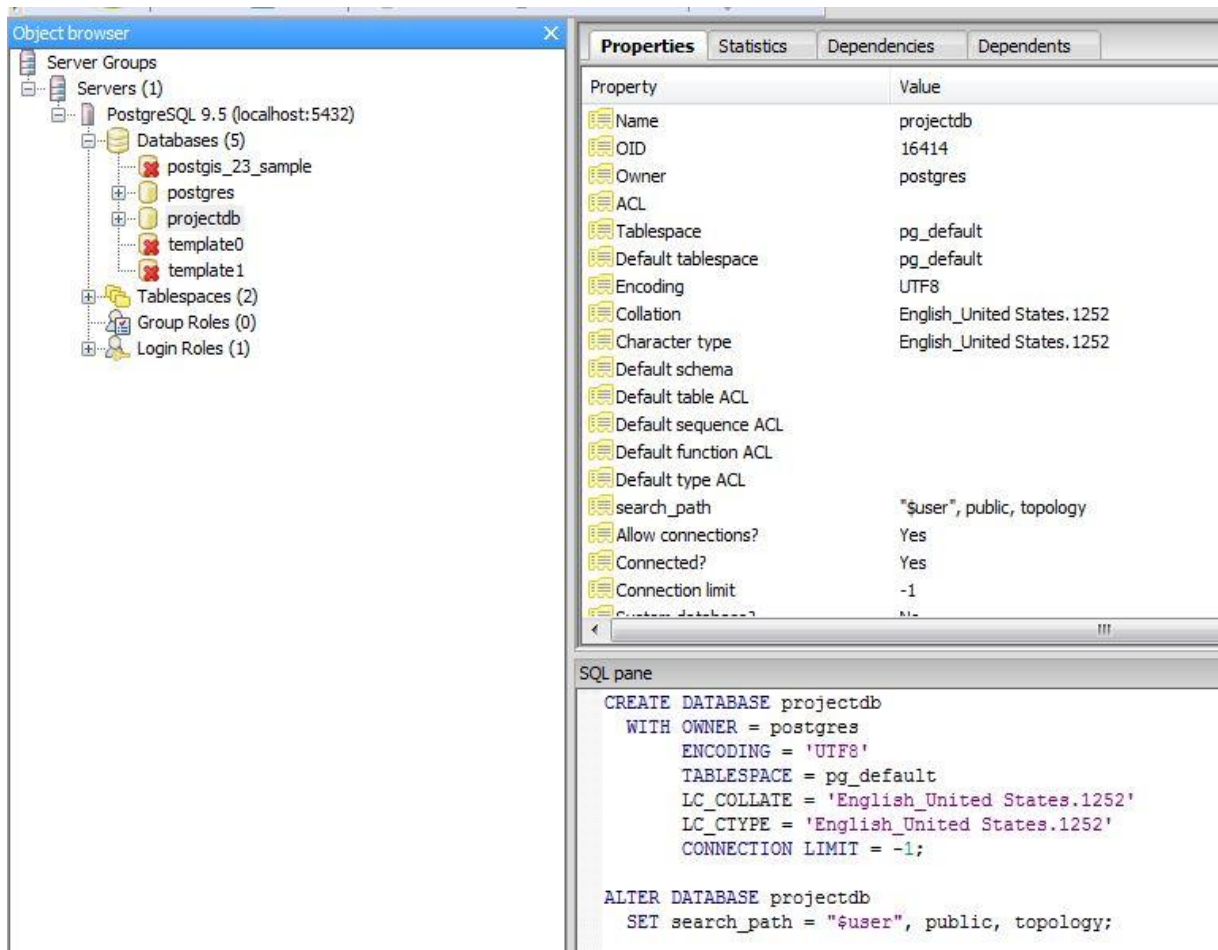 Object browser
Server Groups
Servers (1)
PostgreSQL 9.5 (localhost:5432)
Databases (5)
postgis_23_sample
postgres
projectdb
template0
template1
Tablespaces (2)
Group Roles (0)
Login Roles (1)
Properties Statistics Dependencies Dependents
Property Value
Name projectdb
OID 16414
Owner postgres
ACL
Tablespace pg_default
Default tablespace pg_default
Encoding UTF8
Collation English_United States.1252
Character type English_United States.1252
Default schema
Default table ACL
Default sequence ACL
Default function ACL
Default type ACL
search_path "$user", public, topology
Allow connections? Yes
Connected? Yes
Connection limit -1
System database? No
SQL pane
CREATE DATABASE projectdb
WITH OWNER = postgres
ENCODING = 'UTF8'
TABLESPACE = pg_default
LC_COLLATE = 'English_United States.1252'
LC_CTYPE = 'English_United States.1252'
CONNECTION LIMIT = -1;
ALTER DATABASE projectdb
SET search_path = "$user", public, topology;